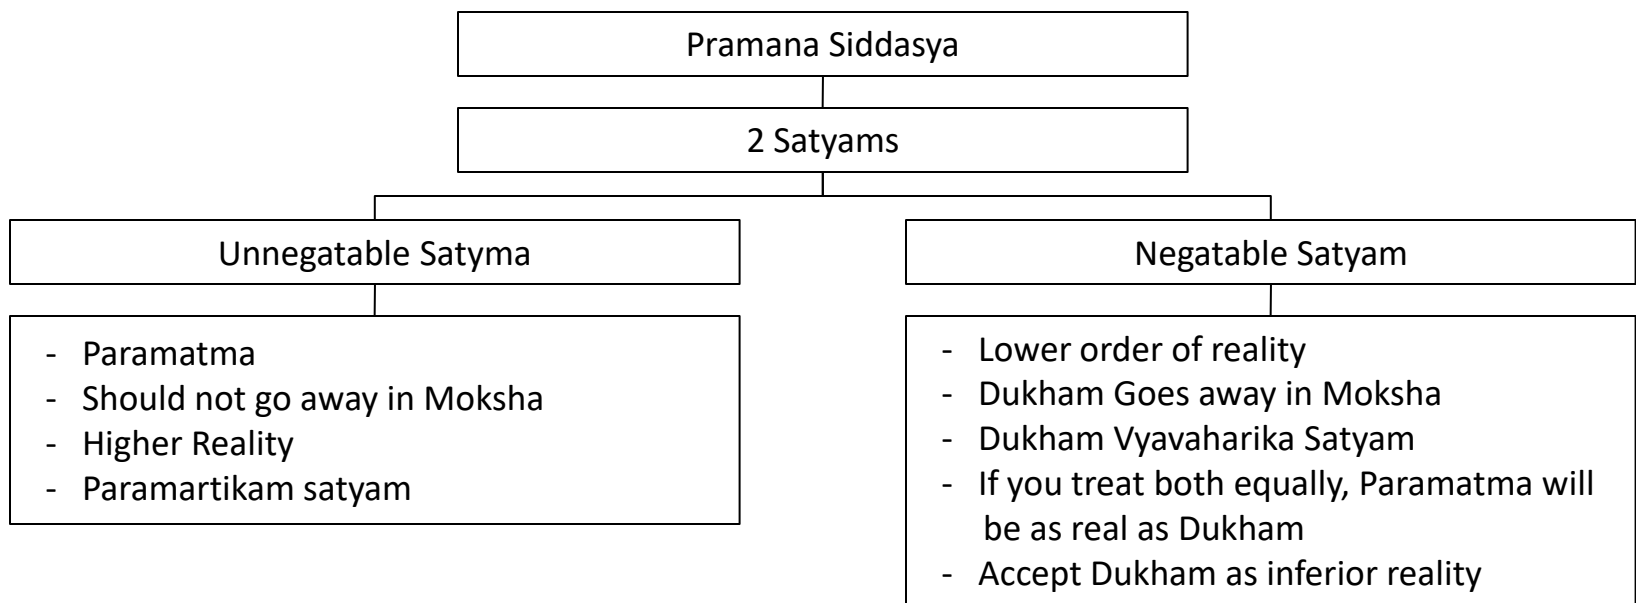 Pramana Siddasya
2 Satyams
Unnegatable Satyma
- Paramatma
- Should not go away in Moksha
- Higher Reality
- Paramartikam satyam
Negatable Satyam
- Lower order of reality
- Dukham Goes away in Moksha
- Dukham Vyavaharika Satyam
- If you treat both equally, Paramatma will
be as real as Dukham
- Accept Dukham as inferior reality